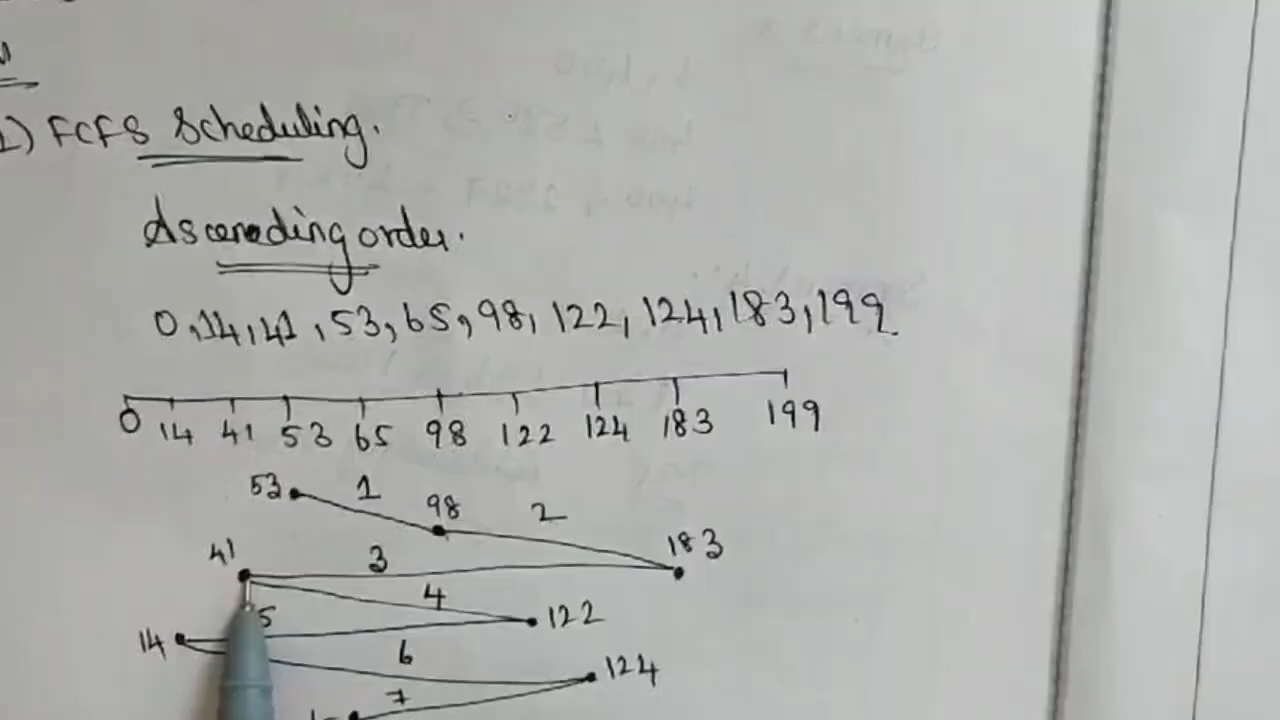 1) FCFS Scheduling.
Ascending order.
0,14,41,53,65,98,122,124,183,199.
0 14 41 53 65 98 122 124 183 199
53 1 98 2
41 3 183
4
5 122
14 6
124
7